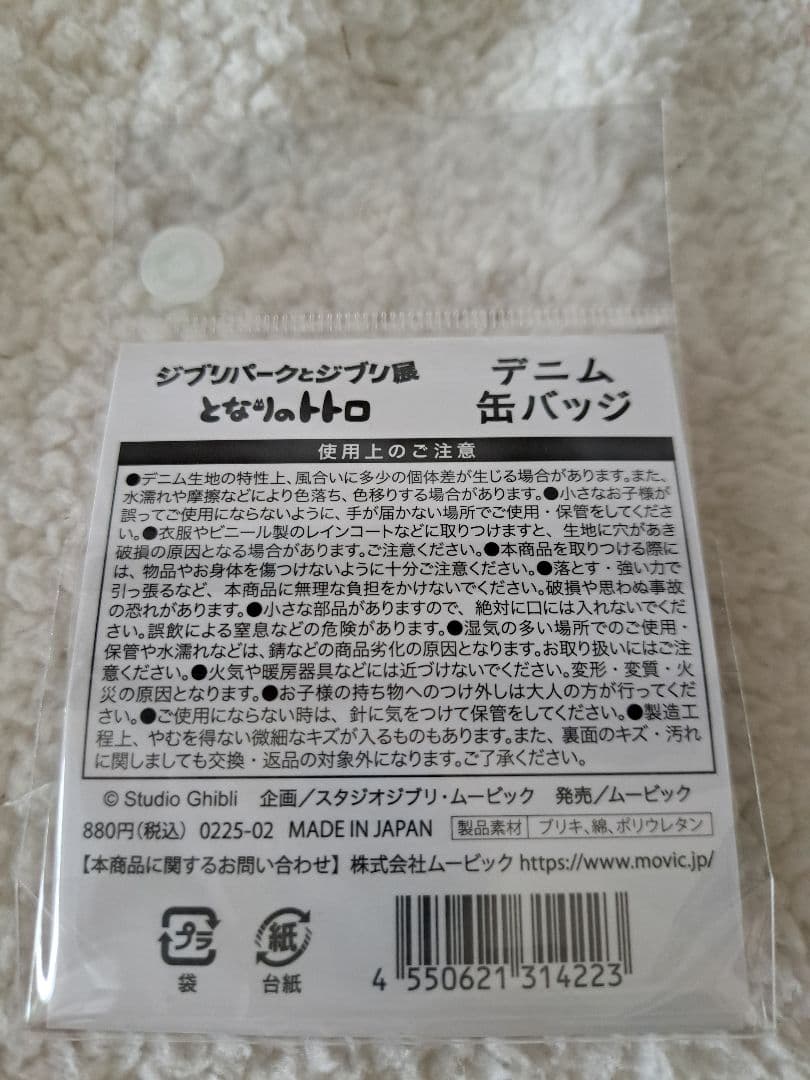 ジブリパークとジブリ展
となりのトトロ
デニム
缶バッジ
使用上のご注意
●デニム生地の特性上、風合いに多少の個体差が生じる場合があります。また、
水濡れや摩擦などにより色落ち、色移りする場合があります。●小さなお子様が
誤ってご使用にならないように、手が届かない場所でご使用・保管をしてくださ
い。●衣服やビニール製のレインコートなどに取りつけますと、生地に穴があき
破損の原因となる場合があります。ご注意ください。●本商品を取りつける際に
は、物品やお身体を傷つけないように十分ご注意ください。●落とす・強い力で
引っ張るなど、本商品に無理な負担をかけないでください。破損や思わぬ事故
の恐れがあります。●小さな部品がありますので、絶対に口には入れないでくだ
さい。誤飲による窒息などの危険があります。●湿気の多い場所でのご使用・
保管や水濡れなどは、錆などの商品劣化の原因となります。お取り扱いにはご注
意ください。●火気や暖房器具などには近づけないでください。変形・変質・火
災の原因となります。●お子様の持ち物へのつけ外しは大人の方が行ってくだ
さい。●ご使用にならない時は、針に気をつけて保管をしてください。●製造工
程上、やむを得ない微細なキズが入るものもあります。また、裏面のキズ・汚れ
に関しましても交換・返品の対象外になります。ご了承ください。
© Studio Ghibli 企画／スタジオジブリ・ムービック 発売／ムービック
880円(税込) 0225-02 MADE IN JAPAN 製品素材 ブリキ、綿、ポリウレタン
【本商品に関するお問い合わせ】株式会社ムービック https://www.movic.jp/
プラ
袋
紙
台紙
4 550621 314223